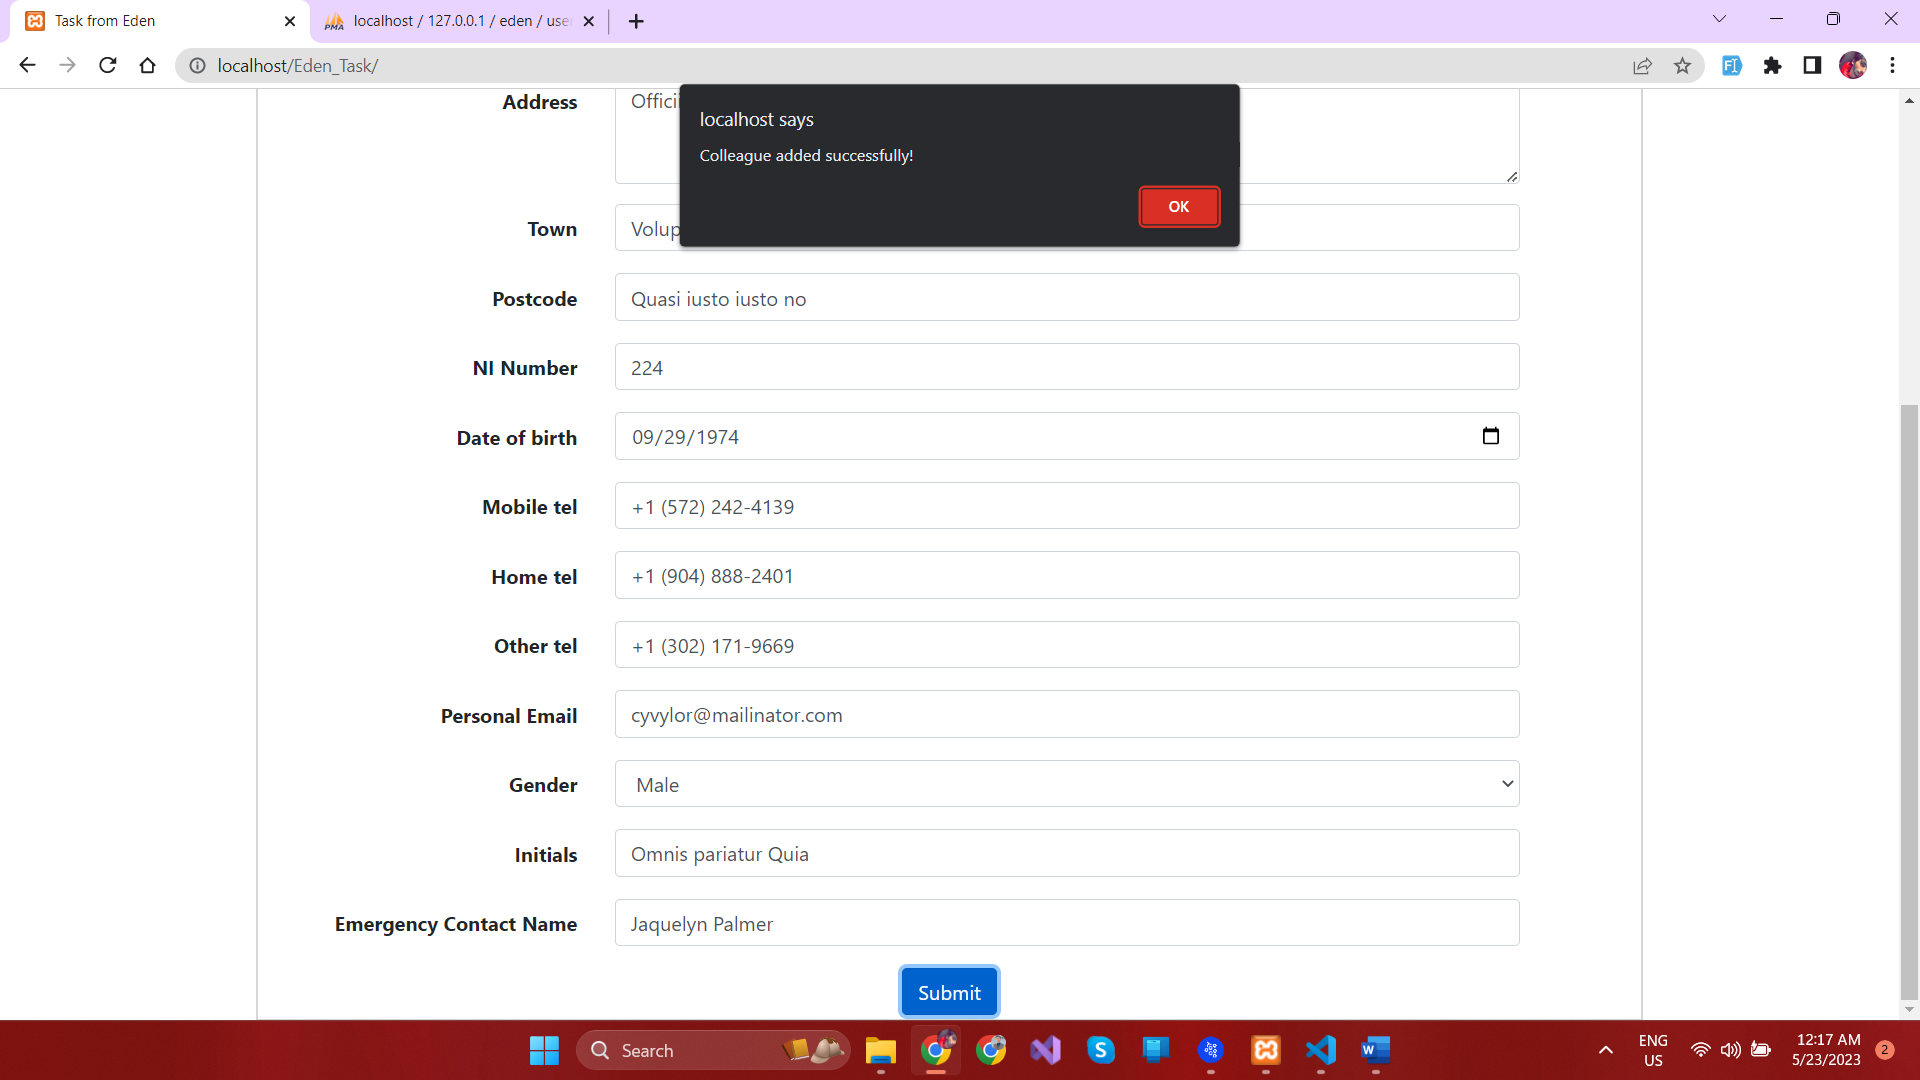 Task from Eden
localhost / 127.0.0.1 / eden / use
localhost/Eden_Task/
localhost says
Colleague added successfully!
OK
Address
Offici
Town
Volup
Postcode
Quasi iusto iusto no
NI Number
224
Date of birth
09/29/1974
Mobile tel
+1 (572) 242-4139
Home tel
+1 (904) 888-2401
Other tel
+1 (302) 171-9669
Personal Email
cyvylor@mailinator.com
Gender
Male
Initials
Omnis pariatur Quia
Emergency Contact Name
Jaquelyn Palmer
Submit
Search
ENG
US
12:17 AM
5/23/2023
2